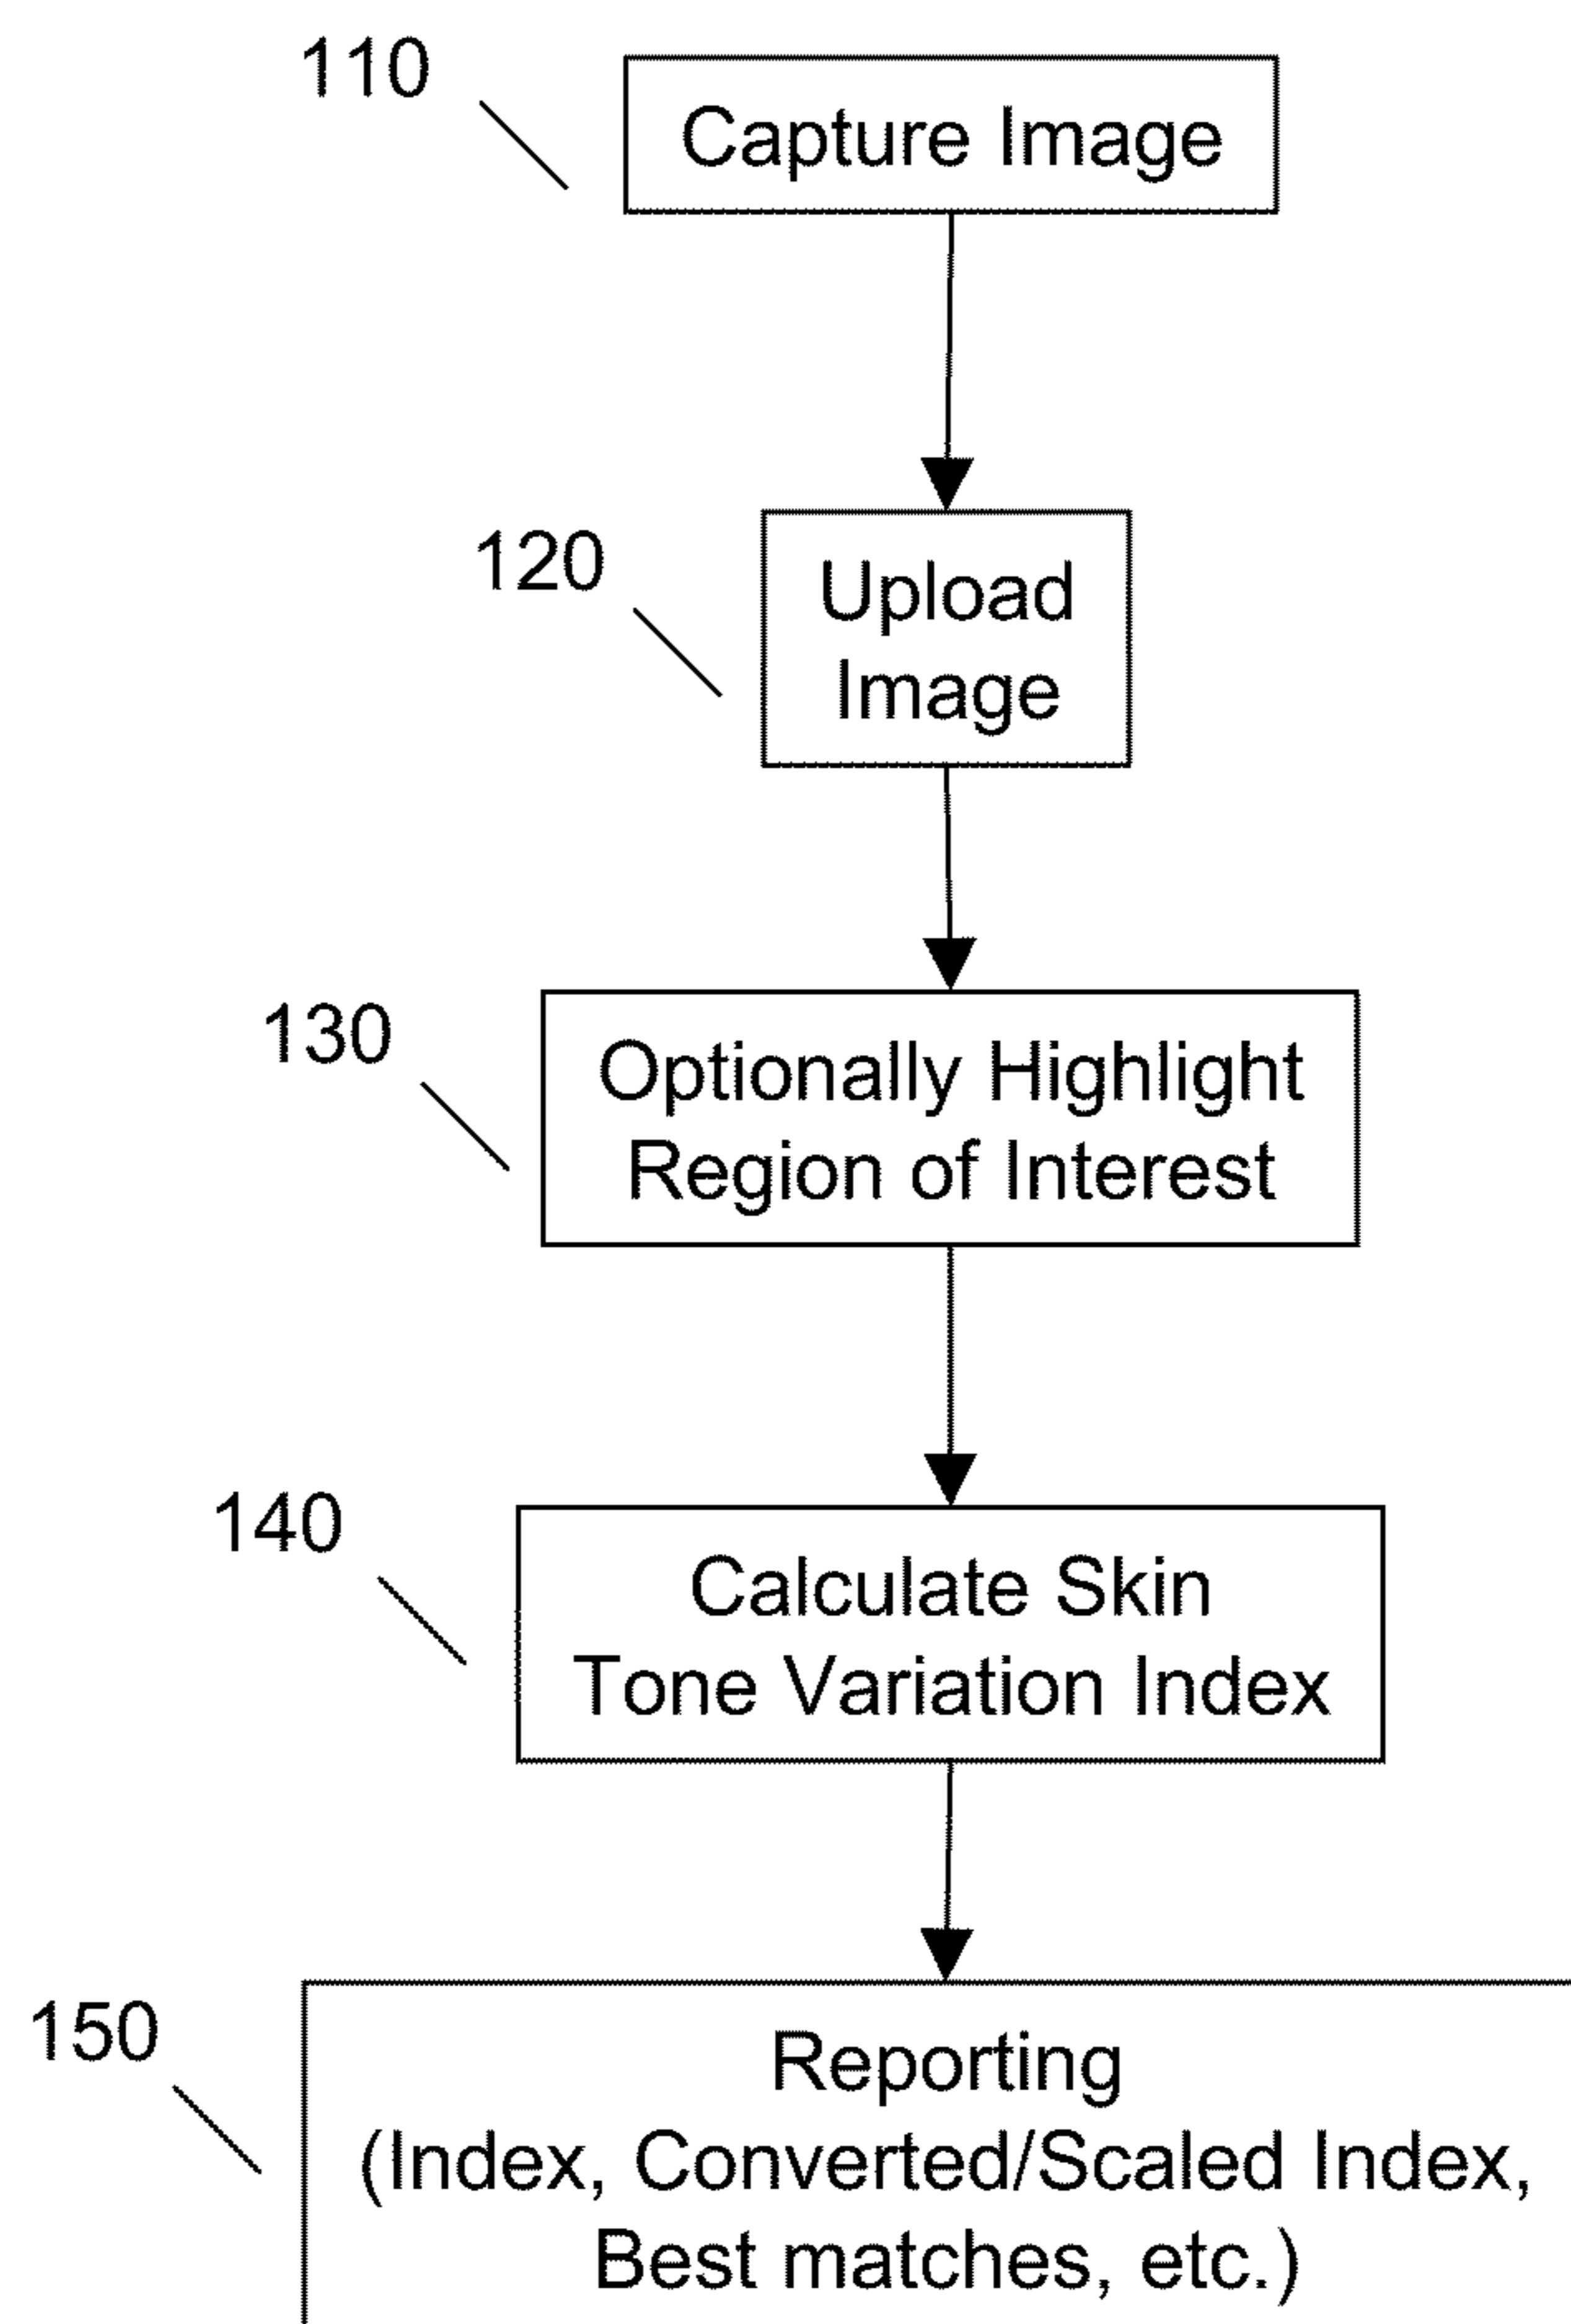 110
Capture Image
120
Upload
Image
130
Optionally Highlight
Region of Interest
140
Calculate Skin
Tone Variation Index
150
Reporting
(Index, Converted/Scaled Index,
Best matches, etc.)